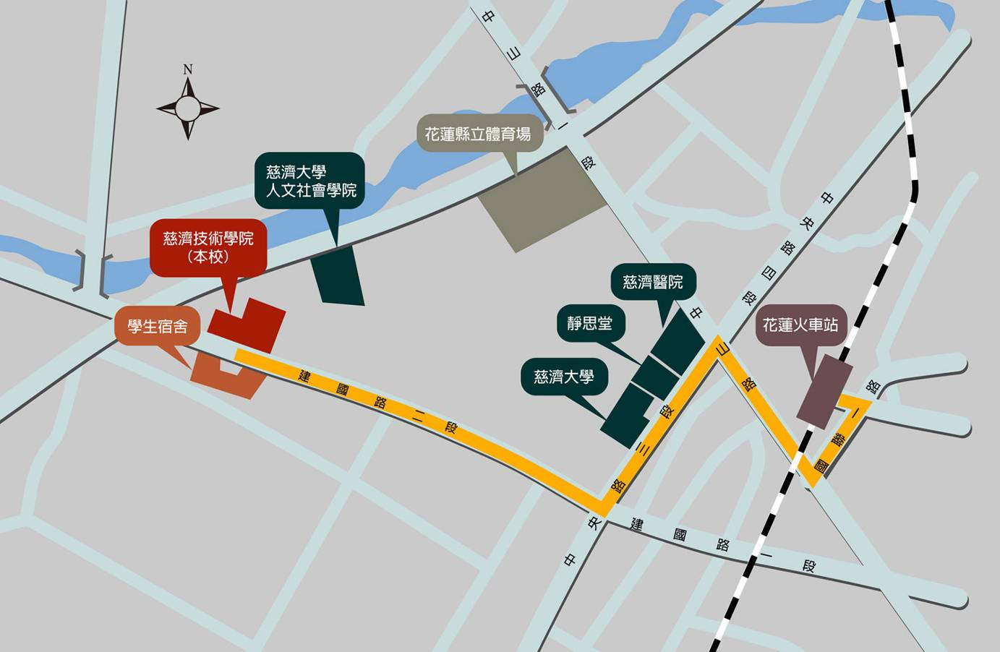 N
中山路一段
花蓮縣立體育場
慈濟大學
人文社會學院
中央路四段
慈濟技術學院
(本校)
慈濟醫院
學生宿舍
靜思堂
中山路
花蓮火車站
慈濟大學
建國路二段
國聯一路
中央路三段
建國路一段